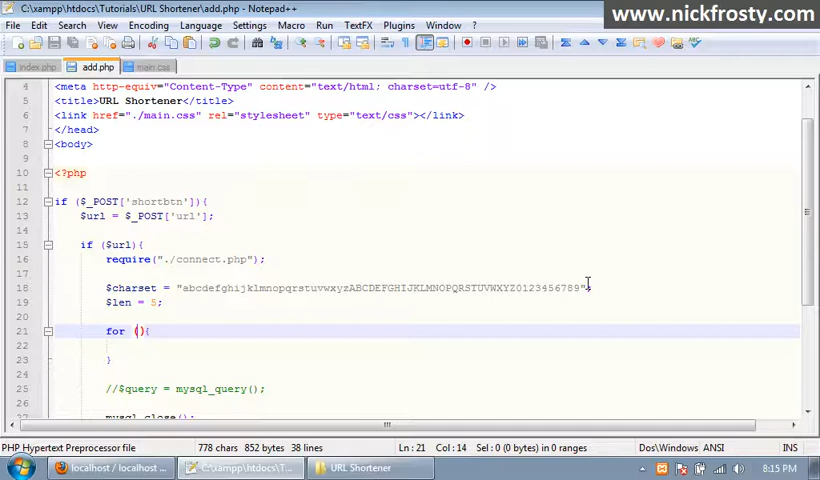 C:\xampp\htdocs\Tutorials\URL Shortener\add.php - Notepad++
www.nickfrosty.com
File Edit Search View Encoding Language Settings Macro Run TextFX Plugins Window ?
index.php add.php main.css
4 <meta http-equiv="Content-Type" content="text/html; charset=utf-8" />
5 <title>URL Shortener</title>
6 <link href="./main.css" rel="stylesheet" type="text/css"></link>
7 </head>
8 <body>
9
10 <?php
11
12 if ($_POST['shortbtn']){
13 $url = $_POST['url'];
14
15 if ($url){
16 require("./connect.php");
17
18 $charset = "abcdefghijklmnopqrstuvwxyzABCDEFGHIJKLMNOPQRSTUVWXYZ0123456789";
19 $len = 5;
20
21 for (){
22
23 }
24
25 //$query = mysql_query();
26
27 mysql_close();
PHP Hypertext Preprocessor file 778 chars 852 bytes 38 lines Ln : 21 Col : 14 Sel : 0 (0 bytes) in 0 ranges Dos\Windows ANSI INS
localhost / localhost ... C:\xampp\htdocs\T... URL Shortener 8:15 PM